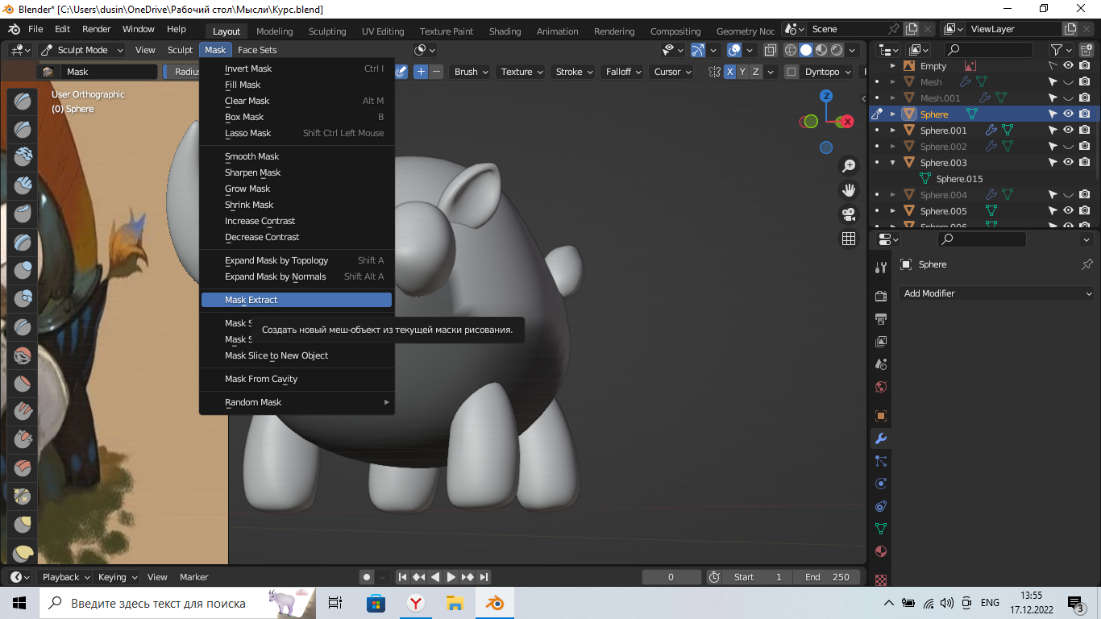 Blender* [C:\Users\dusin\OneDrive\Рабочий стол\Мысли\Курс.blend]
File Edit Render Window Help Layout Modeling Sculpting UV Editing Texture Paint Shading Animation Rendering Compositing Geometry Noc Scene ViewLayer
Sculpt Mode View Sculpt Mask Face Sets
Mask Radiu Brush Texture Stroke Falloff Cursor X Y Z Dyntopo
User Orthographic
(0) Sphere
Invert Mask Ctrl I
Fill Mask
Clear Mask Alt M
Box Mask B
Lasso Mask Shift Ctrl Left Mouse
Smooth Mask
Sharpen Mask
Grow Mask
Shrink Mask
Increase Contrast
Decrease Contrast
Expand Mask by Topology Shift A
Expand Mask by Normals Shift Alt A
Mask Extract
Mask S
Создать новый меш-объект из текущей маски рисования.
Mask S
Mask Slice to New Object
Mask From Cavity
Random Mask
Z
X
Empty
Mesh
Mesh.001
Sphere
Sphere.001
Sphere.002
Sphere.003
Sphere.015
Sphere.004
Sphere.005
Sphere.006
Sphere
Add Modifier
Playback Keying View Marker 0 Start 1 End 250
Введите здесь текст для поиска
ENG
13:55
17.12.2022
3